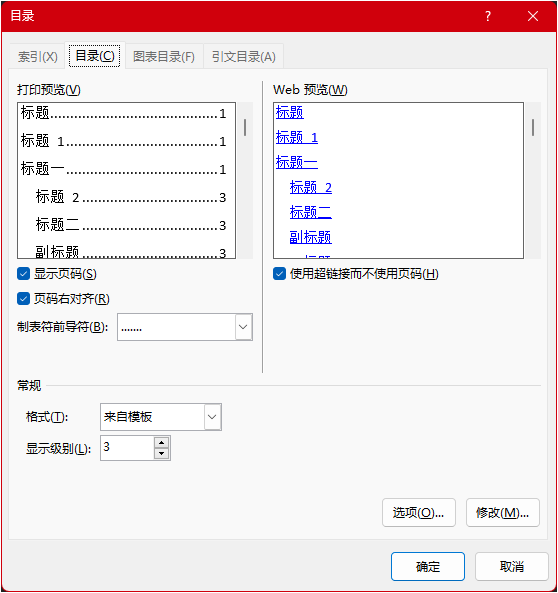 目录
索引(X) 目录(C) 图表目录(F) 引文目录(A)
打印预览(V)
标题....................................................1
标题 1....................................................1
标题一....................................................1
标题 2....................................................3
标题二....................................................3
副标题....................................................3
显示页码(S)
页码右对齐(R)
制表符前导符(B): .......
Web 预览(W)
标题
标题 1
标题一
标题 2
标题二
副标题
使用超链接而不使用页码(H)
常规
格式(T): 来自模板
显示级别(L): 3
选项(O)... 修改(M)...
确定 取消